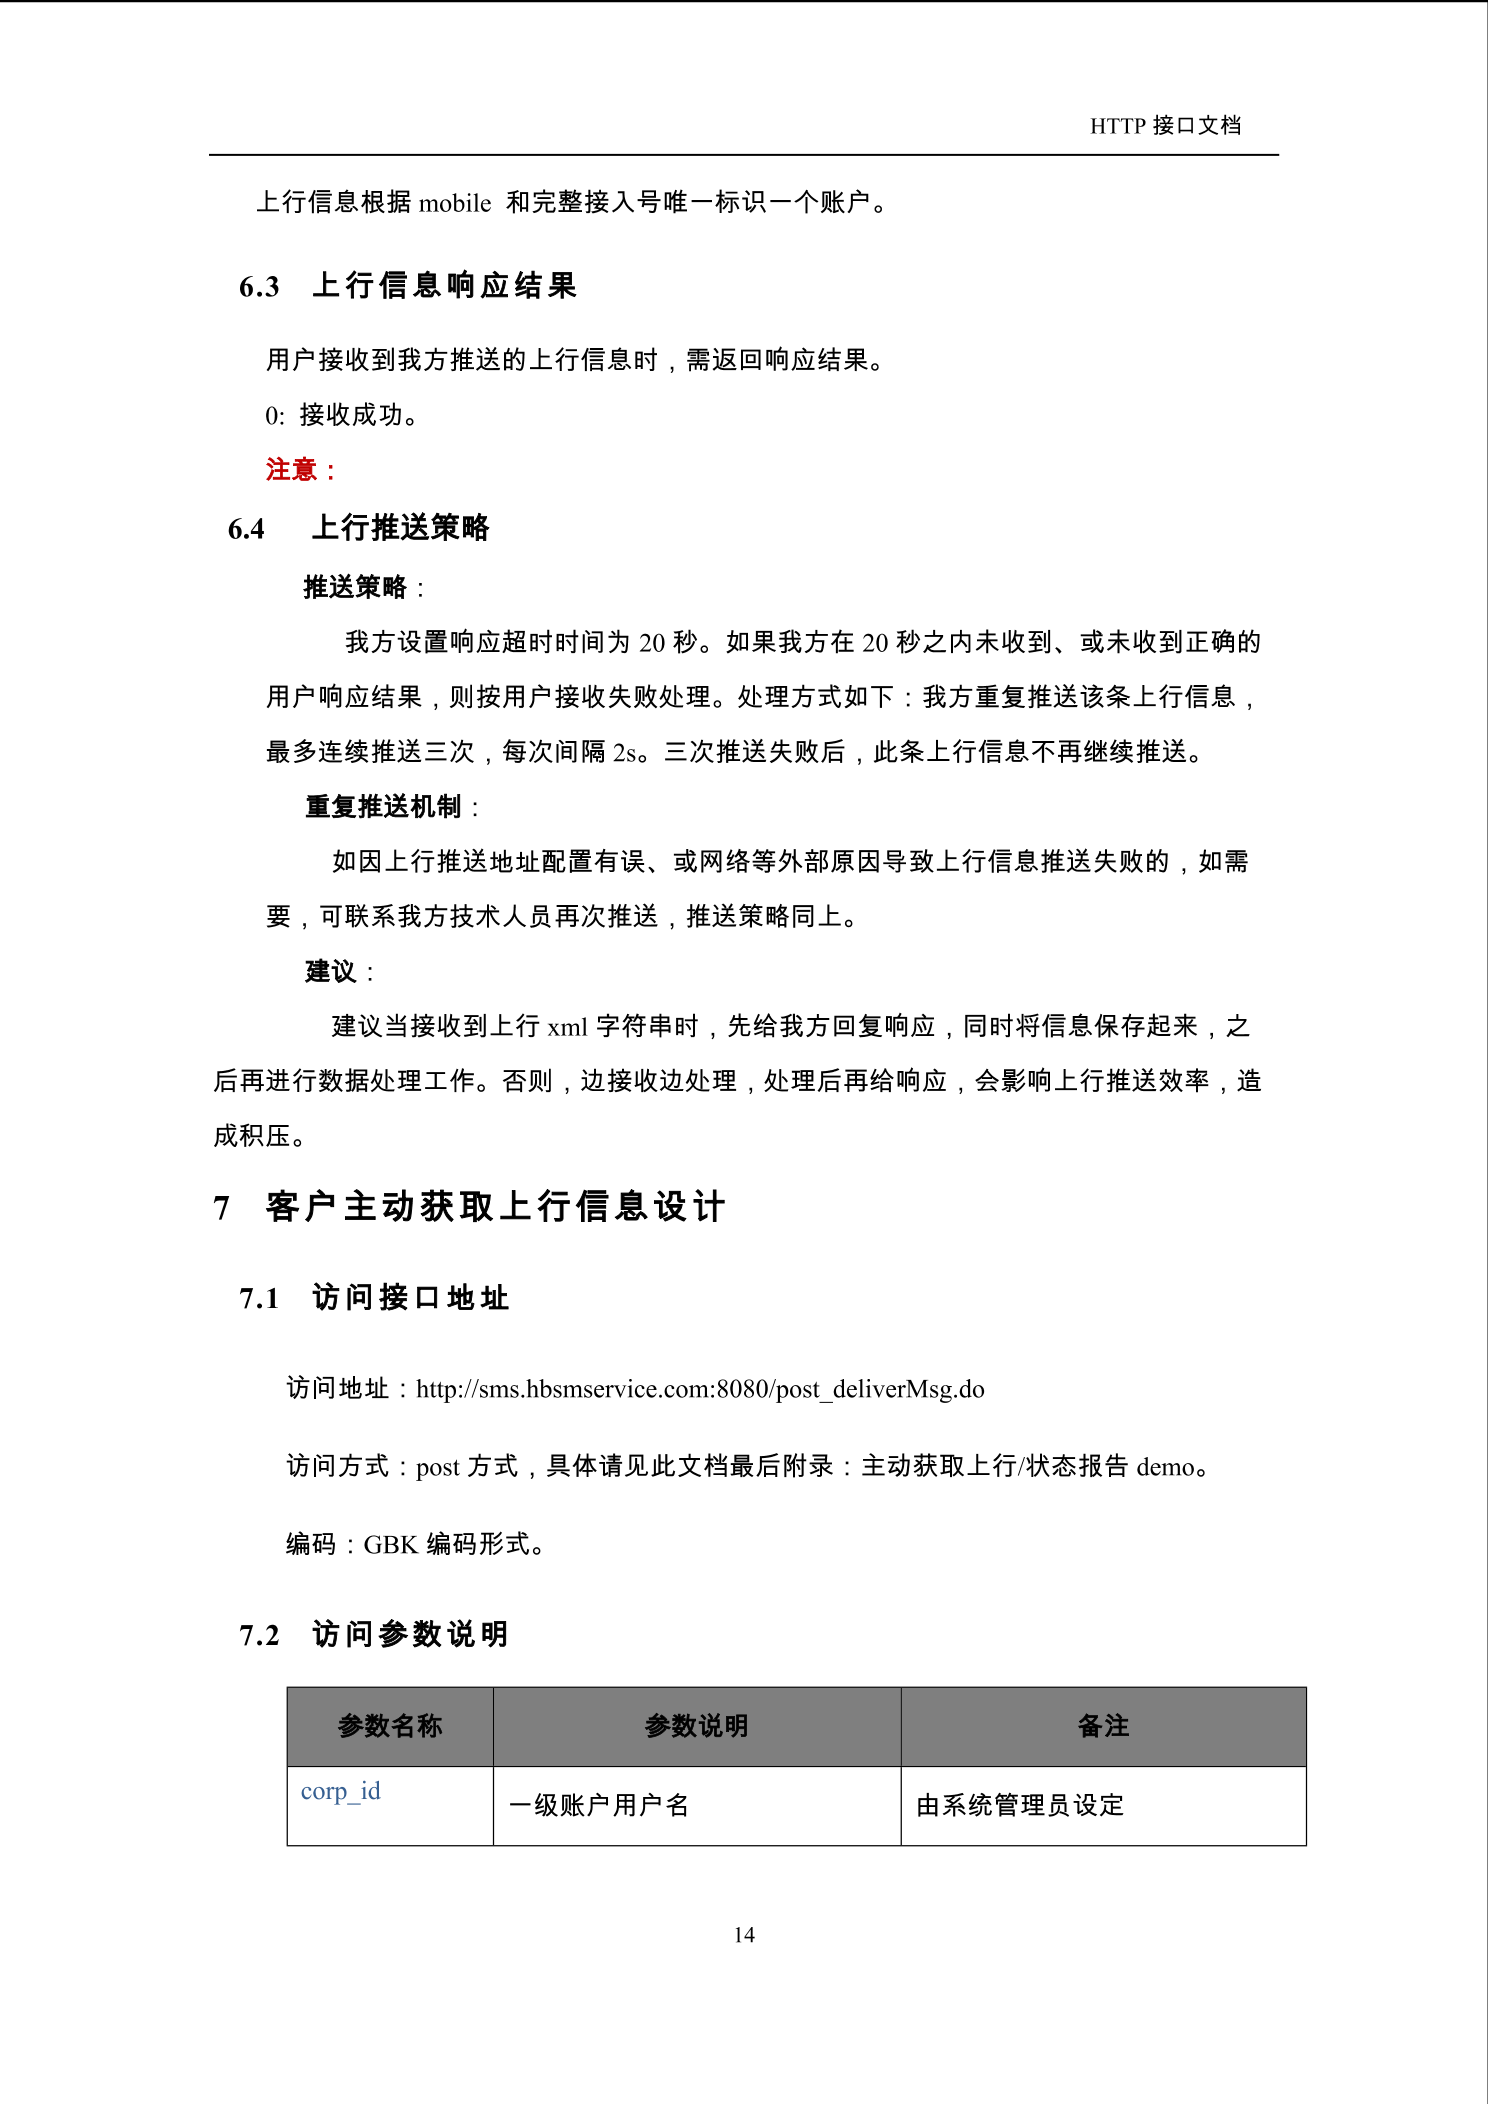 HTTP 接口文档
上行信息根据 mobile 和完整接入号唯一标识一个账户。
6.3 上行信息响应结果
用户接收到我方推送的上行信息时，需返回响应结果。
0: 接收成功。
注意：
6.4 上行推送策略
推送策略：
我方设置响应超时时间为 20 秒。如果我方在 20 秒之内未收到、或未收到正确的
用户响应结果，则按用户接收失败处理。处理方式如下：我方重复推送该条上行信息，
最多连续推送三次，每次间隔 2s。三次推送失败后，此条上行信息不再继续推送。
重复推送机制：
如因上行推送地址配置有误、或网络等外部原因导致上行信息推送失败的，如需
要，可联系我方技术人员再次推送，推送策略同上。
建议：
建议当接收到上行 xml 字符串时，先给我方回复响应，同时将信息保存起来，之
后再进行数据处理工作。否则，边接收边处理，处理后再给响应，会影响上行推送效率，造
成积压。
7 客户主动获取上行信息设计
7.1 访问接口地址
访问地址：http://sms.hbsmservice.com:8080/post_deliverMsg.do
访问方式：post 方式，具体请见此文档最后附录：主动获取上行/状态报告 demo。
编码：GBK 编码形式。
7.2 访问参数说明
参数名称 参数说明 备注
corp_id 一级账户用户名 由系统管理员设定
14